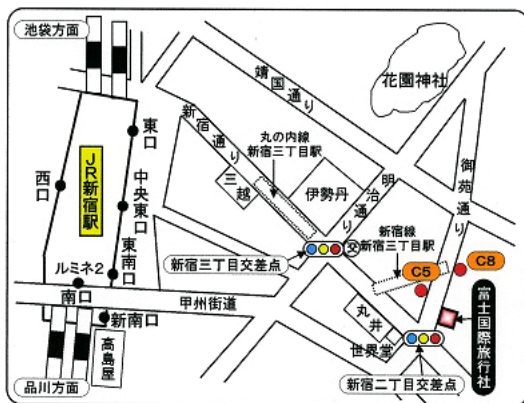 池袋方面
花園神社
靖国通り
新宿通り
丸の内線
新宿三丁目駅
東口
三越
伊勢丹
明治通り
御苑通り
JR新宿駅
西口
中央東口
交
新宿線
新宿三丁目駅
東南口
新宿三丁目交差点
C5
C8
ルミネ2
南口
甲州街道
丸井
富士国際旅行社
新南口
高島屋
世界堂
品川方面
新宿二丁目交差点